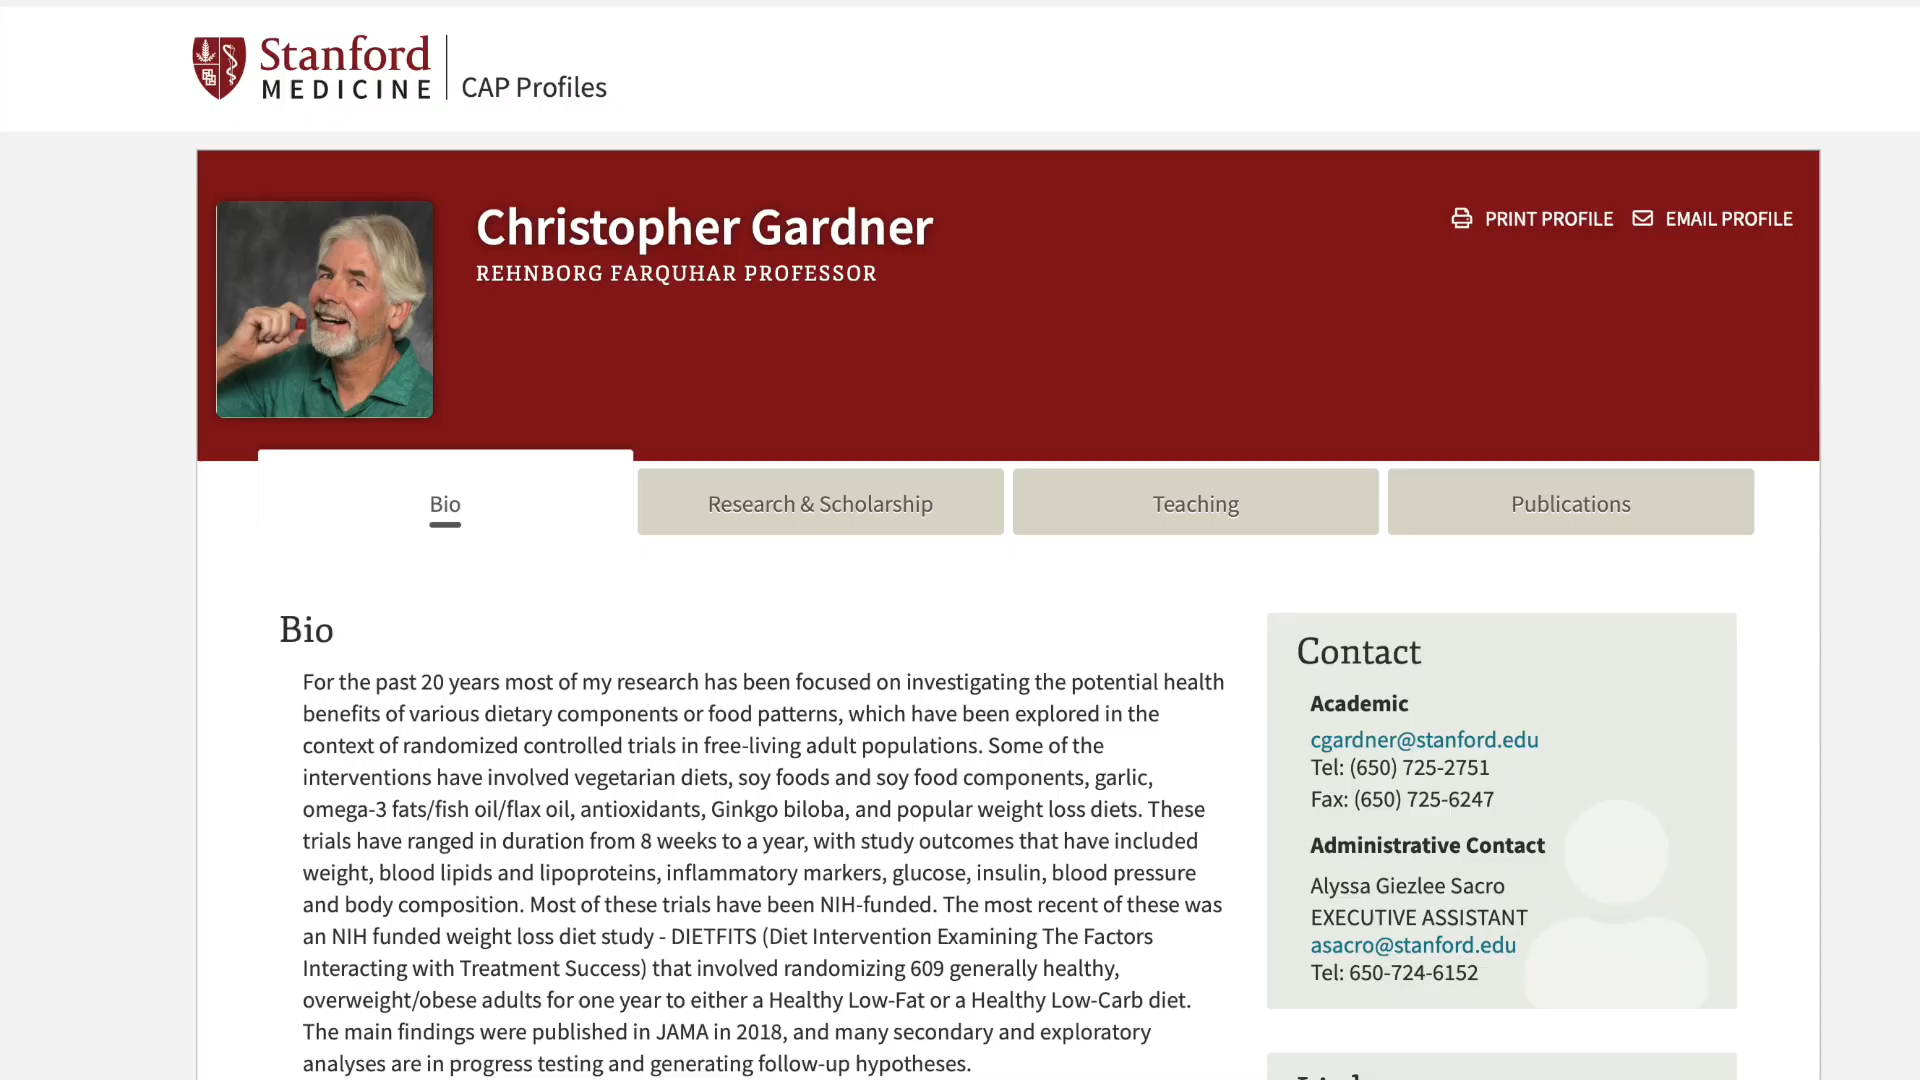 Stanford
MEDICINE
CAP Profiles
Christopher Gardner
REHNBORG FARQUHAR PROFESSOR
PRINT PROFILE
EMAIL PROFILE
Bio
Research & Scholarship
Teaching
Publications
Bio
For the past 20 years most of my research has been focused on investigating the potential health
benefits of various dietary components or food patterns, which have been explored in the
context of randomized controlled trials in free-living adult populations. Some of the
interventions have involved vegetarian diets, soy foods and soy food components, garlic,
omega-3 fats/fish oil/flax oil, antioxidants, Ginkgo biloba, and popular weight loss diets. These
trials have ranged in duration from 8 weeks to a year, with study outcomes that have included
weight, blood lipids and lipoproteins, inflammatory markers, glucose, insulin, blood pressure
and body composition. Most of these trials have been NIH-funded. The most recent of these was
an NIH funded weight loss diet study - DIETFITS (Diet Intervention Examining The Factors
Interacting with Treatment Success) that involved randomizing 609 generally healthy,
overweight/obese adults for one year to either a Healthy Low-Fat or a Healthy Low-Carb diet.
The main findings were published in JAMA in 2018, and many secondary and exploratory
analyses are in progress testing and generating follow-up hypotheses.
Contact
Academic
cgardner@stanford.edu
Tel: (650) 725-2751
Fax: (650) 725-6247
Administrative Contact
Alyssa Giezlee Sacro
EXECUTIVE ASSISTANT
asacro@stanford.edu
Tel: 650-724-6152